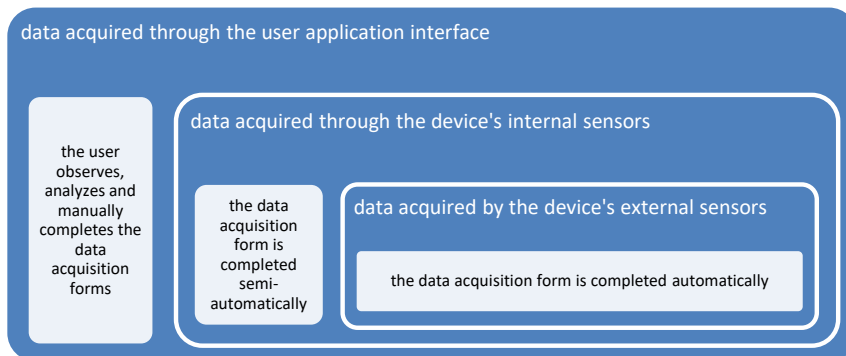 data acquired through the user application interface
the user
observes,
analyzes and
manually
completes the
data
acquisition
forms
data acquired through the device's internal sensors
the data
acquisition
form is
completed
semi-
automatically
data acquired by the device's external sensors
the data acquisition form is completed automatically